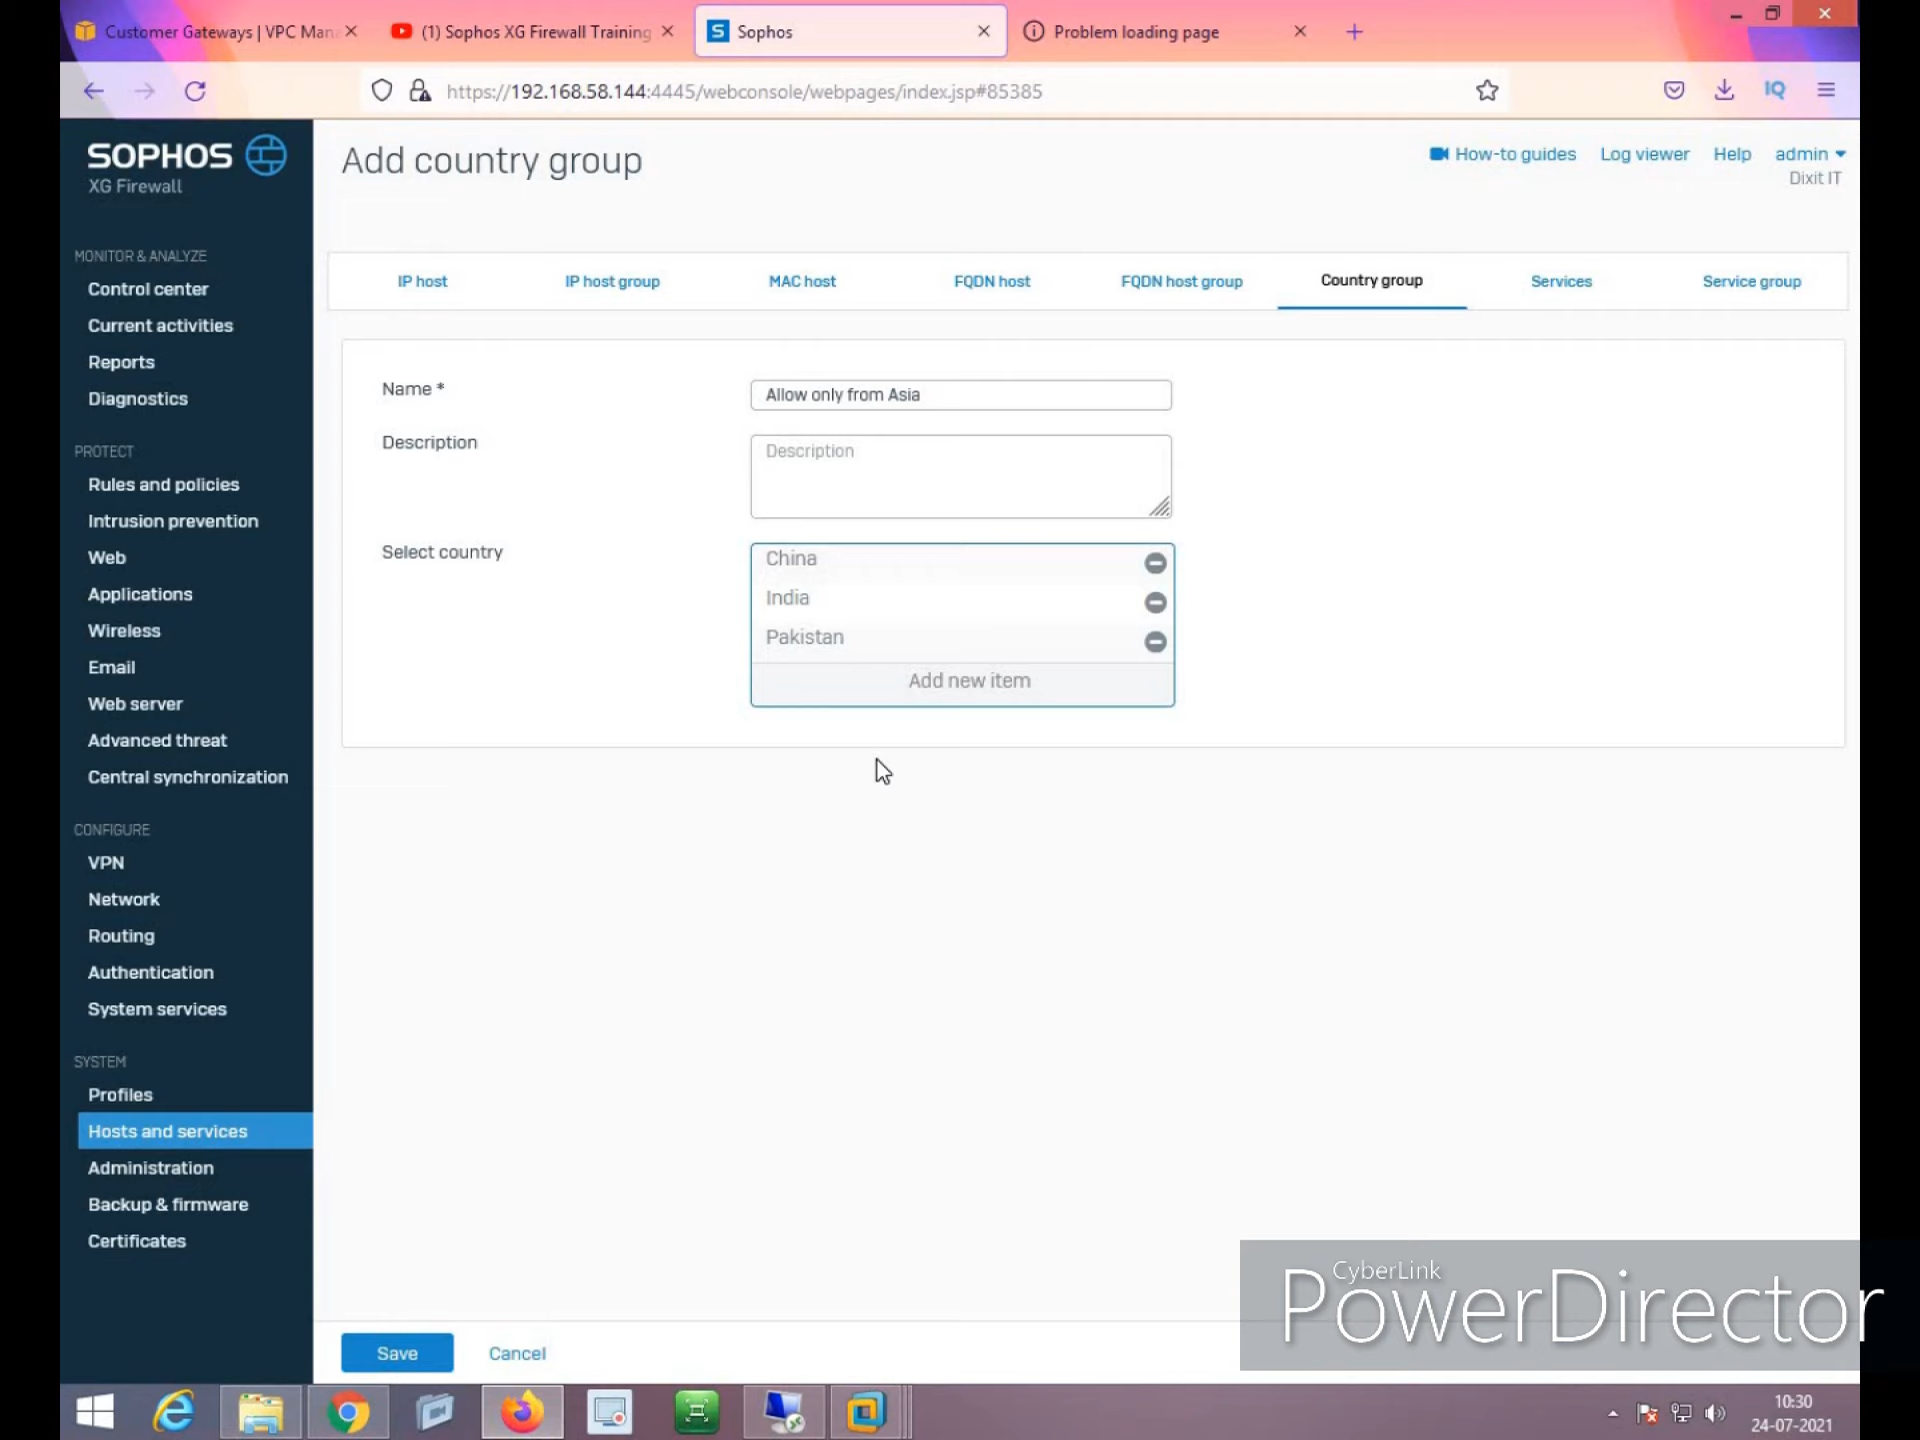 Customer Gateways | VPC Man
(1) Sophos XG Firewall Training
Sophos
Problem loading page
https://192.168.58.144:4445/webconsole/webpages/index.jsp#85385
IQ
SOPHOS
XG Firewall
Add country group
How-to guides
Log viewer
Help
admin
Dixit IT
MONITOR & ANALYZE
Control center
Current activities
Reports
Diagnostics
PROTECT
Rules and policies
Intrusion prevention
Web
Applications
Wireless
Email
Web server
Advanced threat
Central synchronization
CONFIGURE
VPN
Network
Routing
Authentication
System services
SYSTEM
Profiles
Hosts and services
Administration
Backup & firmware
Certificates
IP host
IP host group
MAC host
FQDN host
FQDN host group
Country group
Services
Service group
Name *
Allow only from Asia
Description
Description
Select country
China
India
Pakistan
Add new item
Save
Cancel
CyberLink
PowerDirector
10:30
24-07-2021